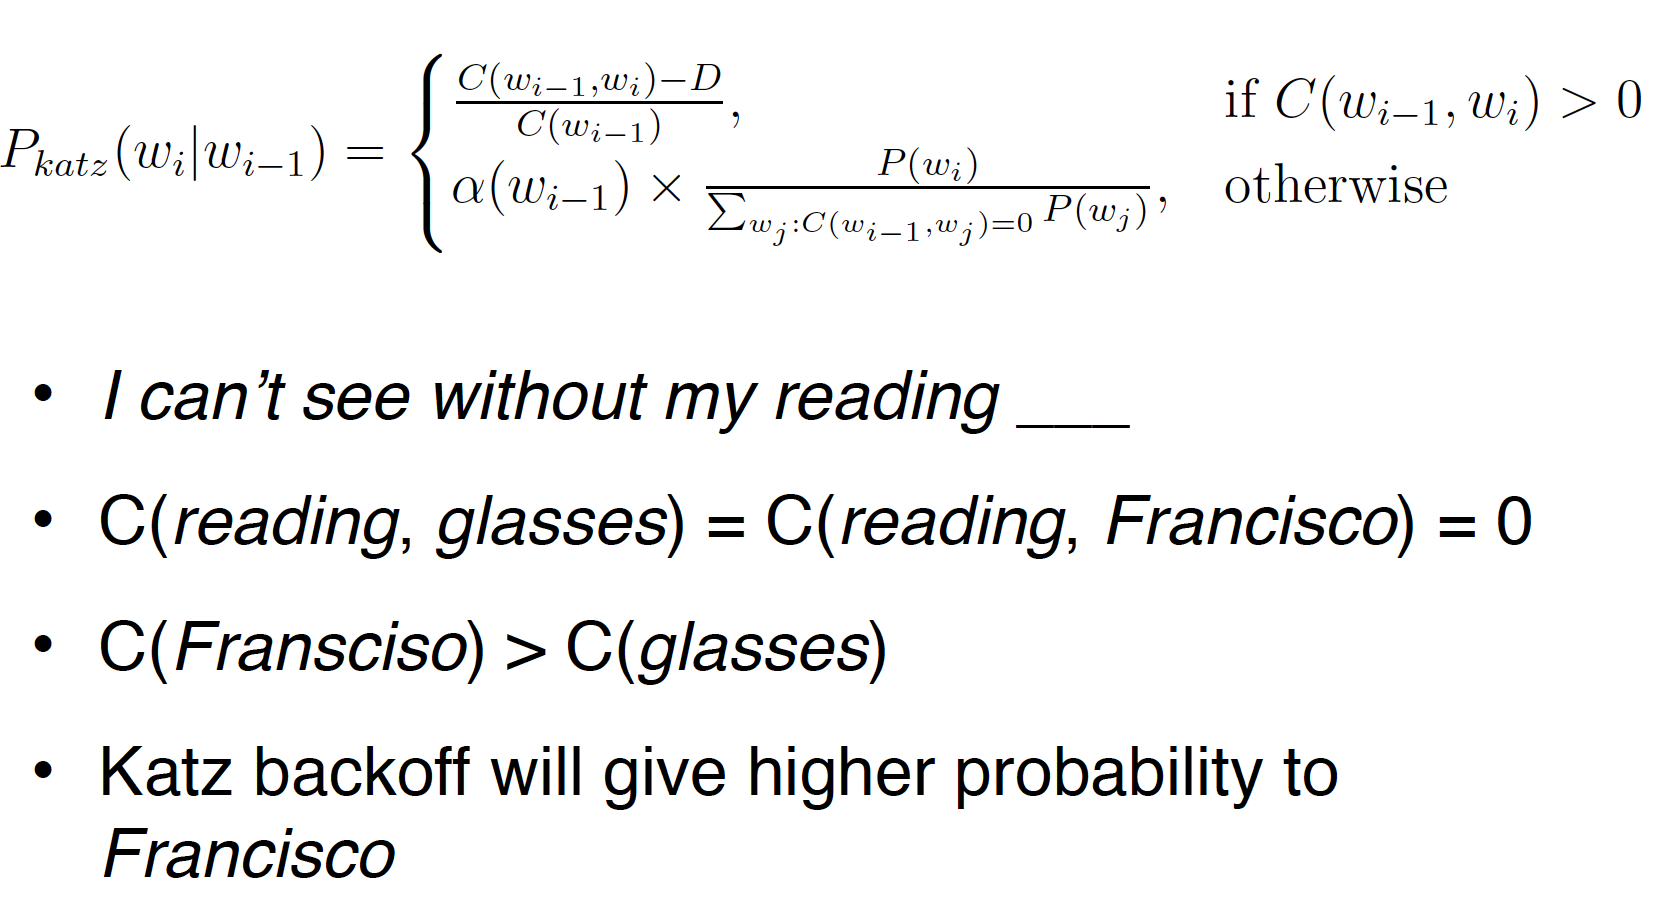 P_{katz}(w_i|w_{i-1}) = \begin{cases} \frac{C(w_{i-1},w_i)-D}{C(w_{i-1})}, & \text{if } C(w_{i-1}, w_i) > 0 \\ \alpha(w_{i-1}) \times \frac{P(w_i)}{\sum_{w_j:C(w_{i-1},w_j)=0} P(w_j)}, & \text{otherwise} \end{cases}
• I can’t see without my reading ___
• C(reading, glasses) = C(reading, Francisco) = 0
• C(Fransciso) > C(glasses)
• Katz backoff will give higher probability to
Francisco